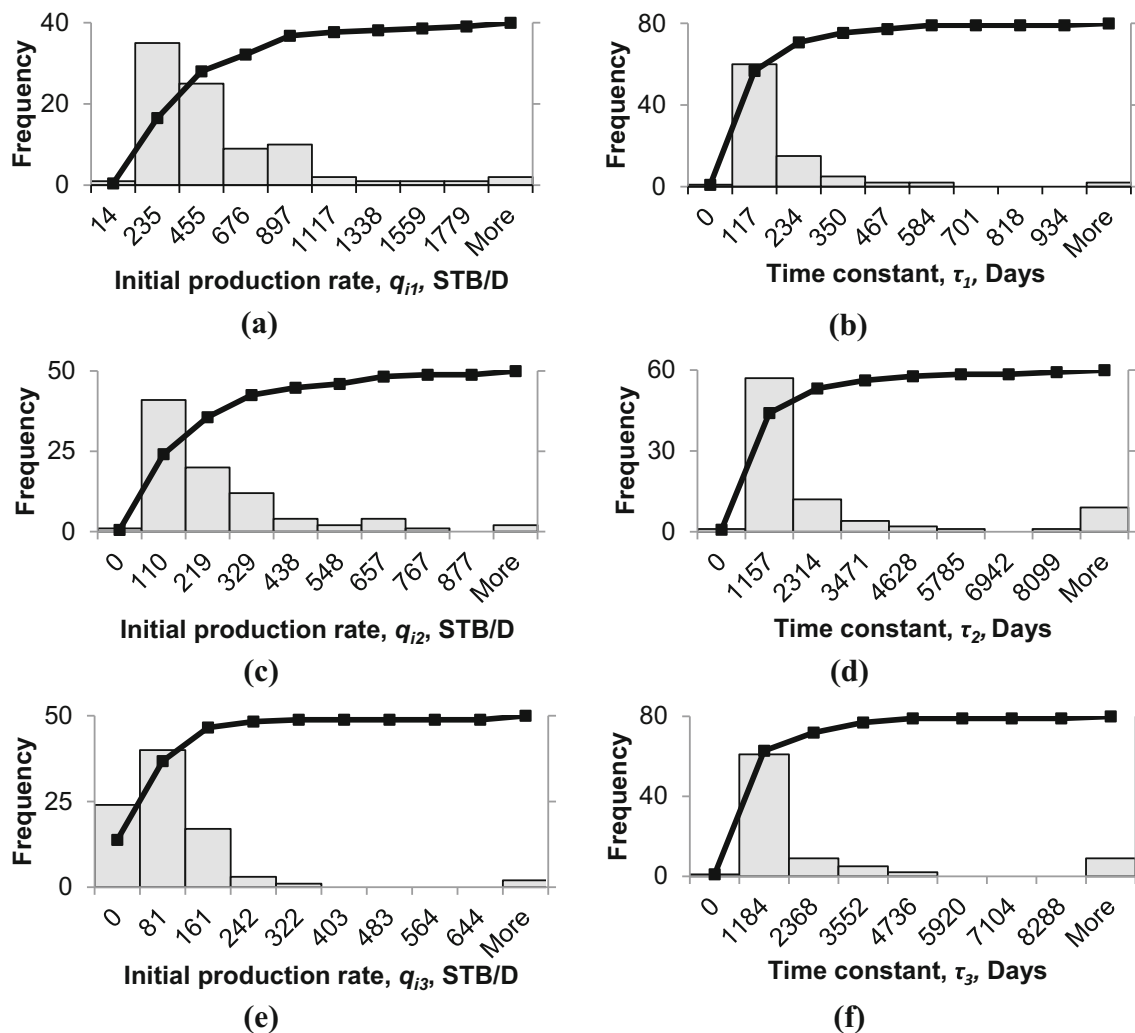 40
20
0
Frequency
14 235 455 676 897 1117 1338 1559 1779 More
Initial production rate, qi1, STB/D
(a)
80
40
0
Frequency
0 117 234 350 467 584 701 818 934 More
Time constant, τ1, Days
(b)
50
25
0
Frequency
0 110 219 329 438 548 657 767 877 More
Initial production rate, qi2, STB/D
(c)
60
30
0
Frequency
0 1157 2314 3471 4628 5785 6942 8099 More
Time constant, τ2, Days
(d)
50
25
0
Frequency
0 81 161 242 322 403 483 564 644 More
Initial production rate, qi3, STB/D
(e)
80
40
0
Frequency
0 1184 2368 3552 4736 5920 7104 8288 More
Time constant, τ3, Days
(f)